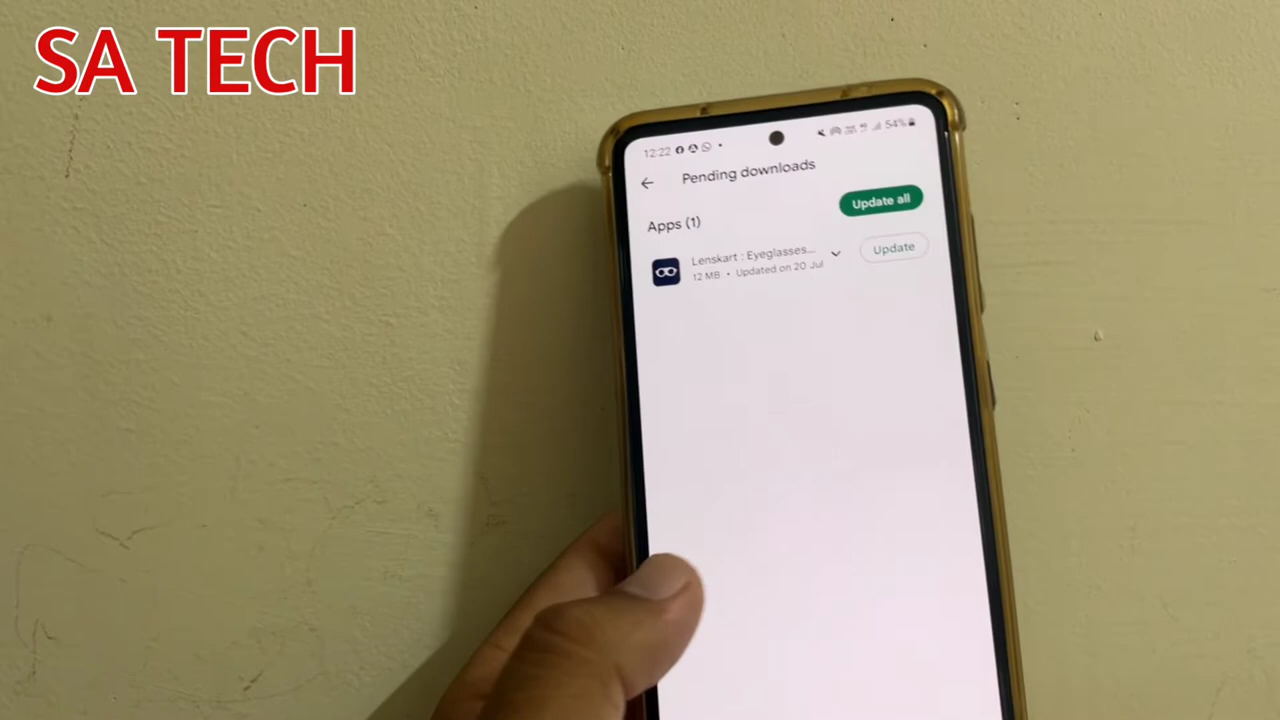 SA TECH
12:22
54%
Pending downloads
Apps (1)
Update all
Lenskart : Eyeglasses...
12 MB • Updated on 20 Jul
Update